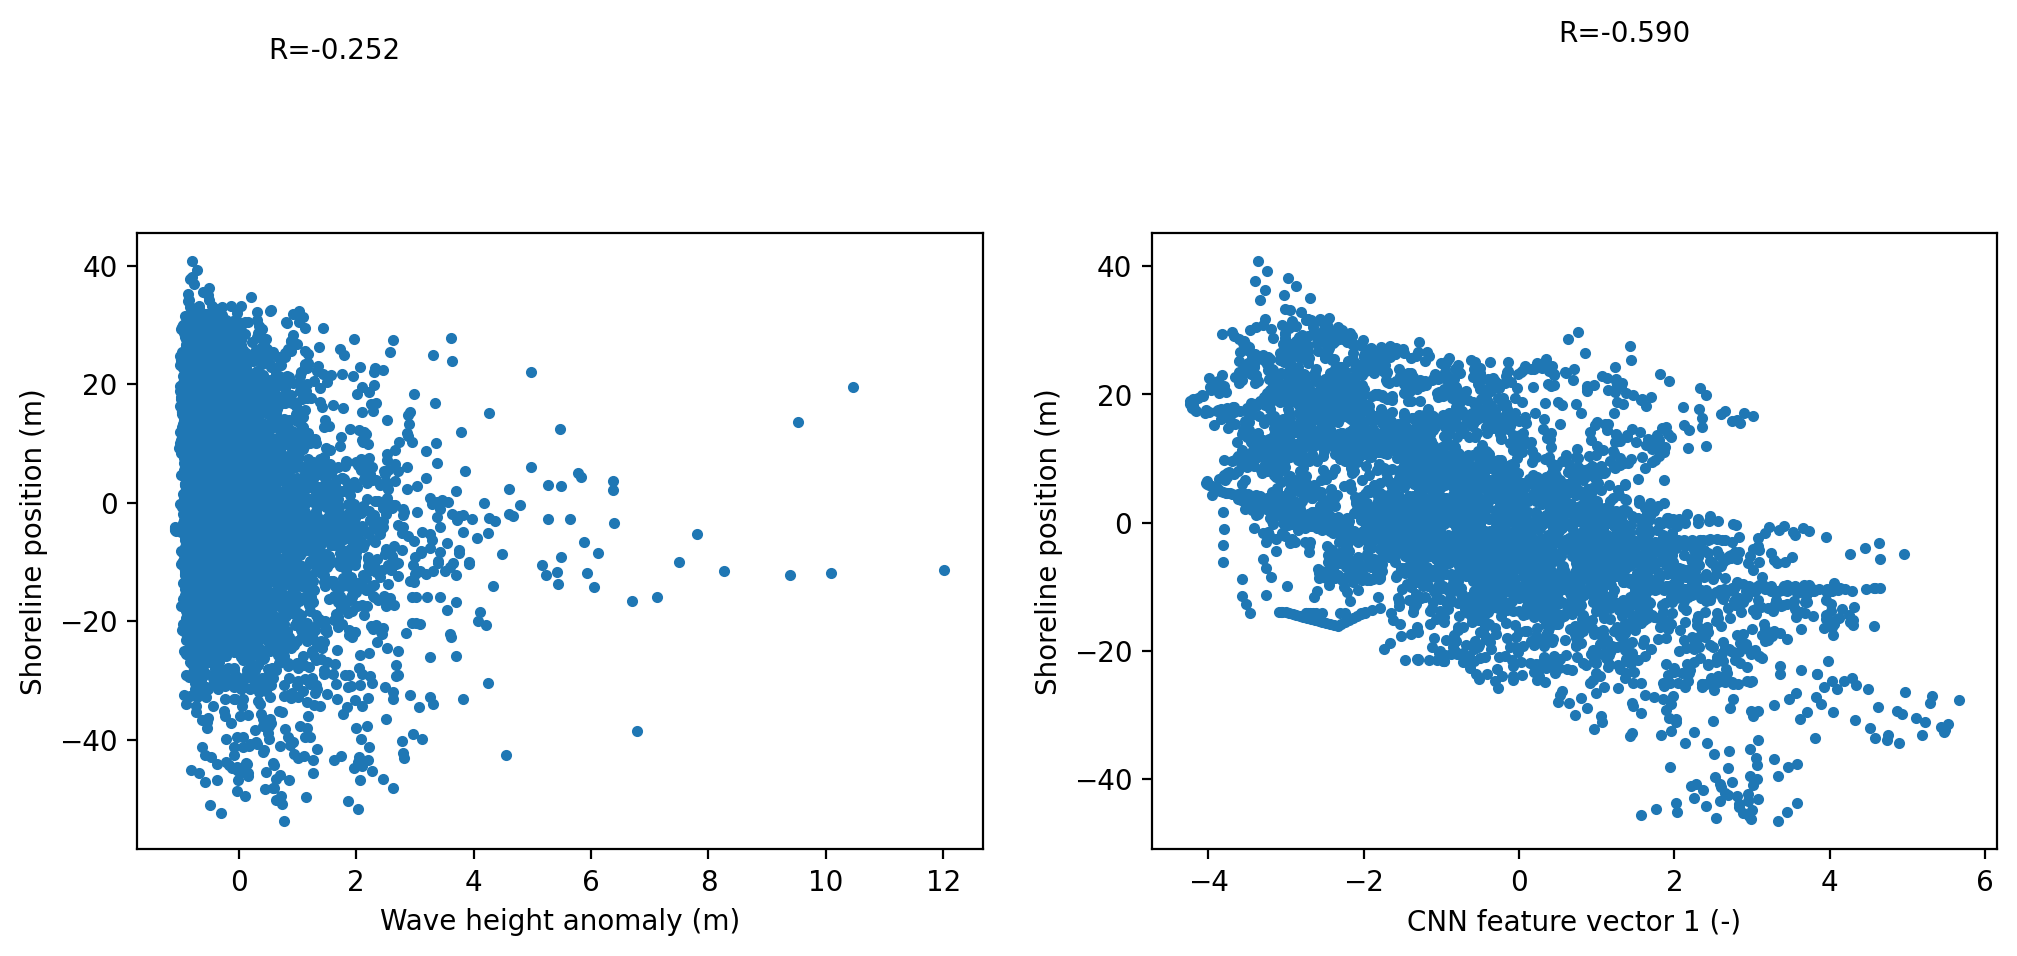 R=-0.252
R=-0.590
40
20
0
−20
−40
Shoreline position (m)
0 2 4 6 8 10 12
Wave height anomaly (m)
40
20
0
−20
−40
Shoreline position (m)
−4 −2 0 2 4 6
CNN feature vector 1 (-)